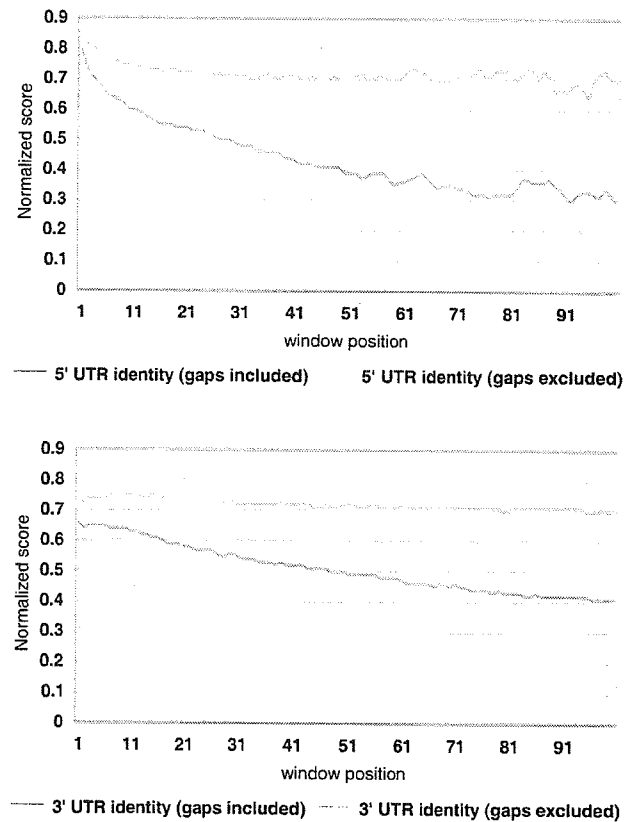 0.9
0.8
0.7
0.6
0.5
0.4
0.3
0.2
0.1
0
Normalized score
1 11 21 31 41 51 61 71 81 91
window position
5' UTR identity (gaps included) 5' UTR identity (gaps excluded)
0.9
0.8
0.7
0.6
0.5
0.4
0.3
0.2
0.1
0
Normalized score
1 11 21 31 41 51 61 71 81 91
window position
3' UTR identity (gaps included) 3' UTR identity (gaps excluded)